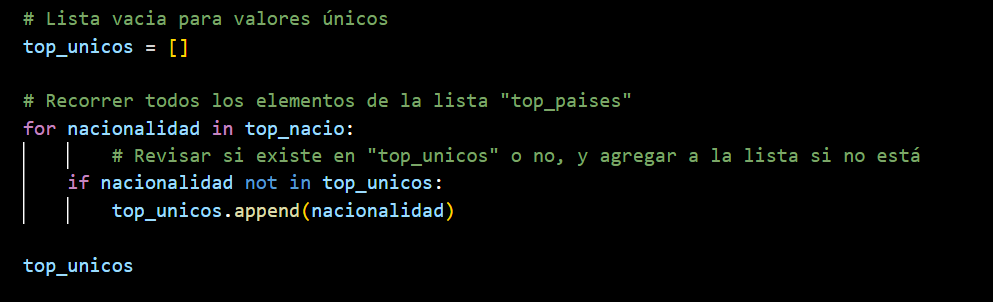 # Lista vacia para valores únicos
top_unicos = []
# Recorrer todos los elementos de la lista "top_paises"
for nacionalidad in top_nacio:
# Revisar si existe en "top_unicos" o no, y agregar a la lista si no está
if nacionalidad not in top_unicos:
top_unicos.append(nacionalidad)
top_unicos